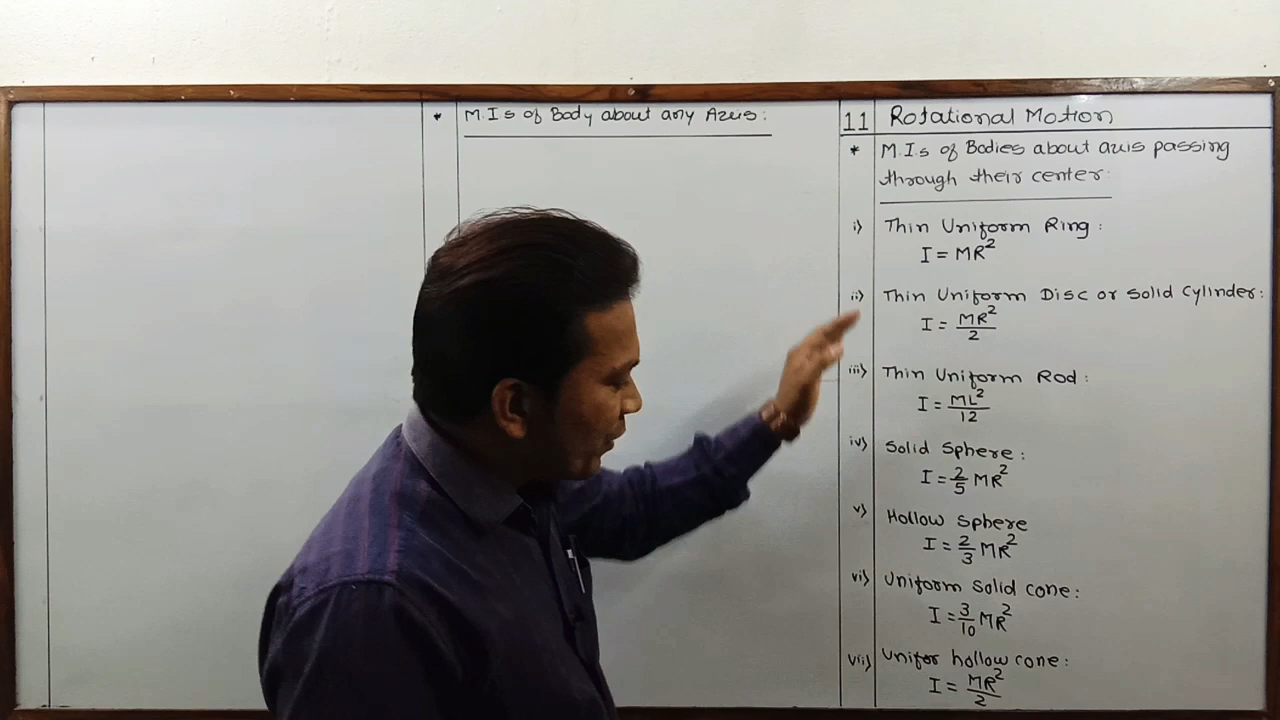 * M.Is of Body about any Axis:
11 Rotational Motion
* M.I.s of Bodies about axis passing
through their center.
i) Thin Uniform Ring:
I = MR²
ii) Thin Uniform Disc or Solid Cylinder:
I = MR²/2
iii) Thin Uniform Rod:
I = ML²/12
iv) Solid Sphere:
I = 2/5 MR²
v) Hollow Sphere
I = 2/3 MR²
vi) Uniform Solid cone:
I = 3/10 MR²
vii) Unifor hollow cone:
I = MR²/2